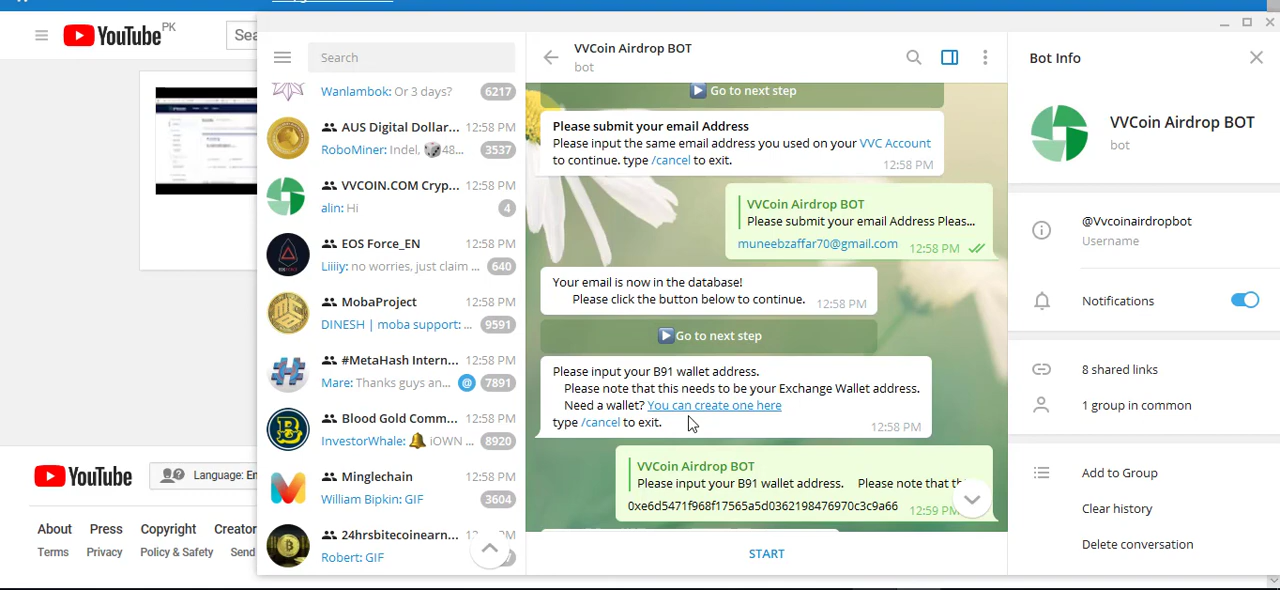 YouTube PK
Sea
Search
Wanlambok: Or 3 days? 6217
AUS Digital Dollar... 12:58 PM
RoboMiner: Indel, 🎲48... 3537
VVCOIN.COM Cryp... 12:58 PM
alin: Hi 4
EOS Force_EN 12:58 PM
Liiiiy: no worries, just claim ... 640
MobaProject 12:58 PM
DINESH | moba support: ... 9591
#MetaHash Intern... 12:58 PM
Mare: Thanks guys an... @ 7891
Blood Gold Comm... 12:58 PM
InvestorWhale: 🔔 iOWN ... 8920
Minglechain 12:58 PM
William Bipkin: GIF 3604
24hrsbitecoinearn...
Robert: GIF
VVCoin Airdrop BOT
bot
Go to next step
Please submit your email Address
Please input the same email address you used on your VVC Account
to continue. type /cancel to exit. 12:58 PM
VVCoin Airdrop BOT
Please submit your email Address Pleas...
muneebzaffar70@gmail.com 12:58 PM
Your email is now in the database!
Please click the button below to continue. 12:58 PM
Go to next step
Please input your B91 wallet address.
Please note that this needs to be your Exchange Wallet address.
Need a wallet? You can create one here
type /cancel to exit. 12:58 PM
VVCoin Airdrop BOT
Please input your B91 wallet address. Please note that th
0xe6d5471f968f17565a5d0362198476970c3c9a66 12:59 PM
START
Bot Info
VVCoin Airdrop BOT
bot
@Vvcoinairdropbot
Username
Notifications
8 shared links
1 group in common
Add to Group
Clear history
Delete conversation
YouTube
Language: En
About Press Copyright Creator
Terms Privacy Policy & Safety Send